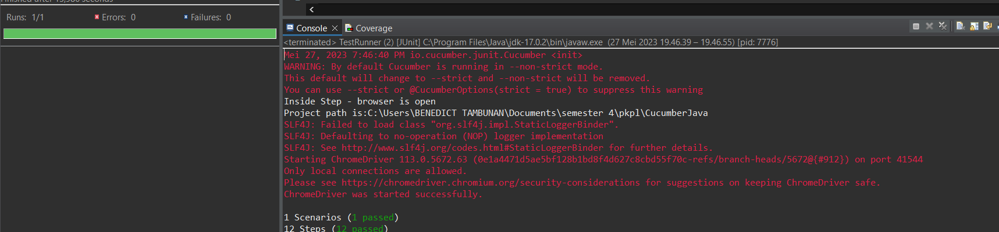 Finished after 15,980 seconds
Runs: 1/1
Errors: 0
Failures: 0
Console
Coverage
<terminated> TestRunner (2) [JUnit] C:\Program Files\Java\jdk-17.0.2\bin\javaw.exe (27 Mei 2023 19.46.39 – 19.46.55) [pid: 7776]
Mei 27, 2023 7:46:40 PM io.cucumber.junit.Cucumber <init>
WARNING: By default Cucumber is running in --non-strict mode.
This default will change to --strict and --non-strict will be removed.
You can use --strict or @CucumberOptions(strict = true) to suppress this warning
Inside Step - browser is open
Project path is:C:\Users\BENEDICT TAMBUNAN\Documents\semester 4\pkpl\CucumberJava
SLF4J: Failed to load class "org.slf4j.impl.StaticLoggerBinder".
SLF4J: Defaulting to no-operation (NOP) logger implementation
SLF4J: See http://www.slf4j.org/codes.html#StaticLoggerBinder for further details.
Starting ChromeDriver 113.0.5672.63 (0e1a4471d5ae5bf128b1bd8f4d627c8cbd55f70c-refs/branch-heads/5672@{#912}) on port 41544
Only local connections are allowed.
Please see https://chromedriver.chromium.org/security-considerations for suggestions on keeping ChromeDriver safe.
ChromeDriver was started successfully.
1 Scenarios (1 passed)
12 Steps (12 passed)